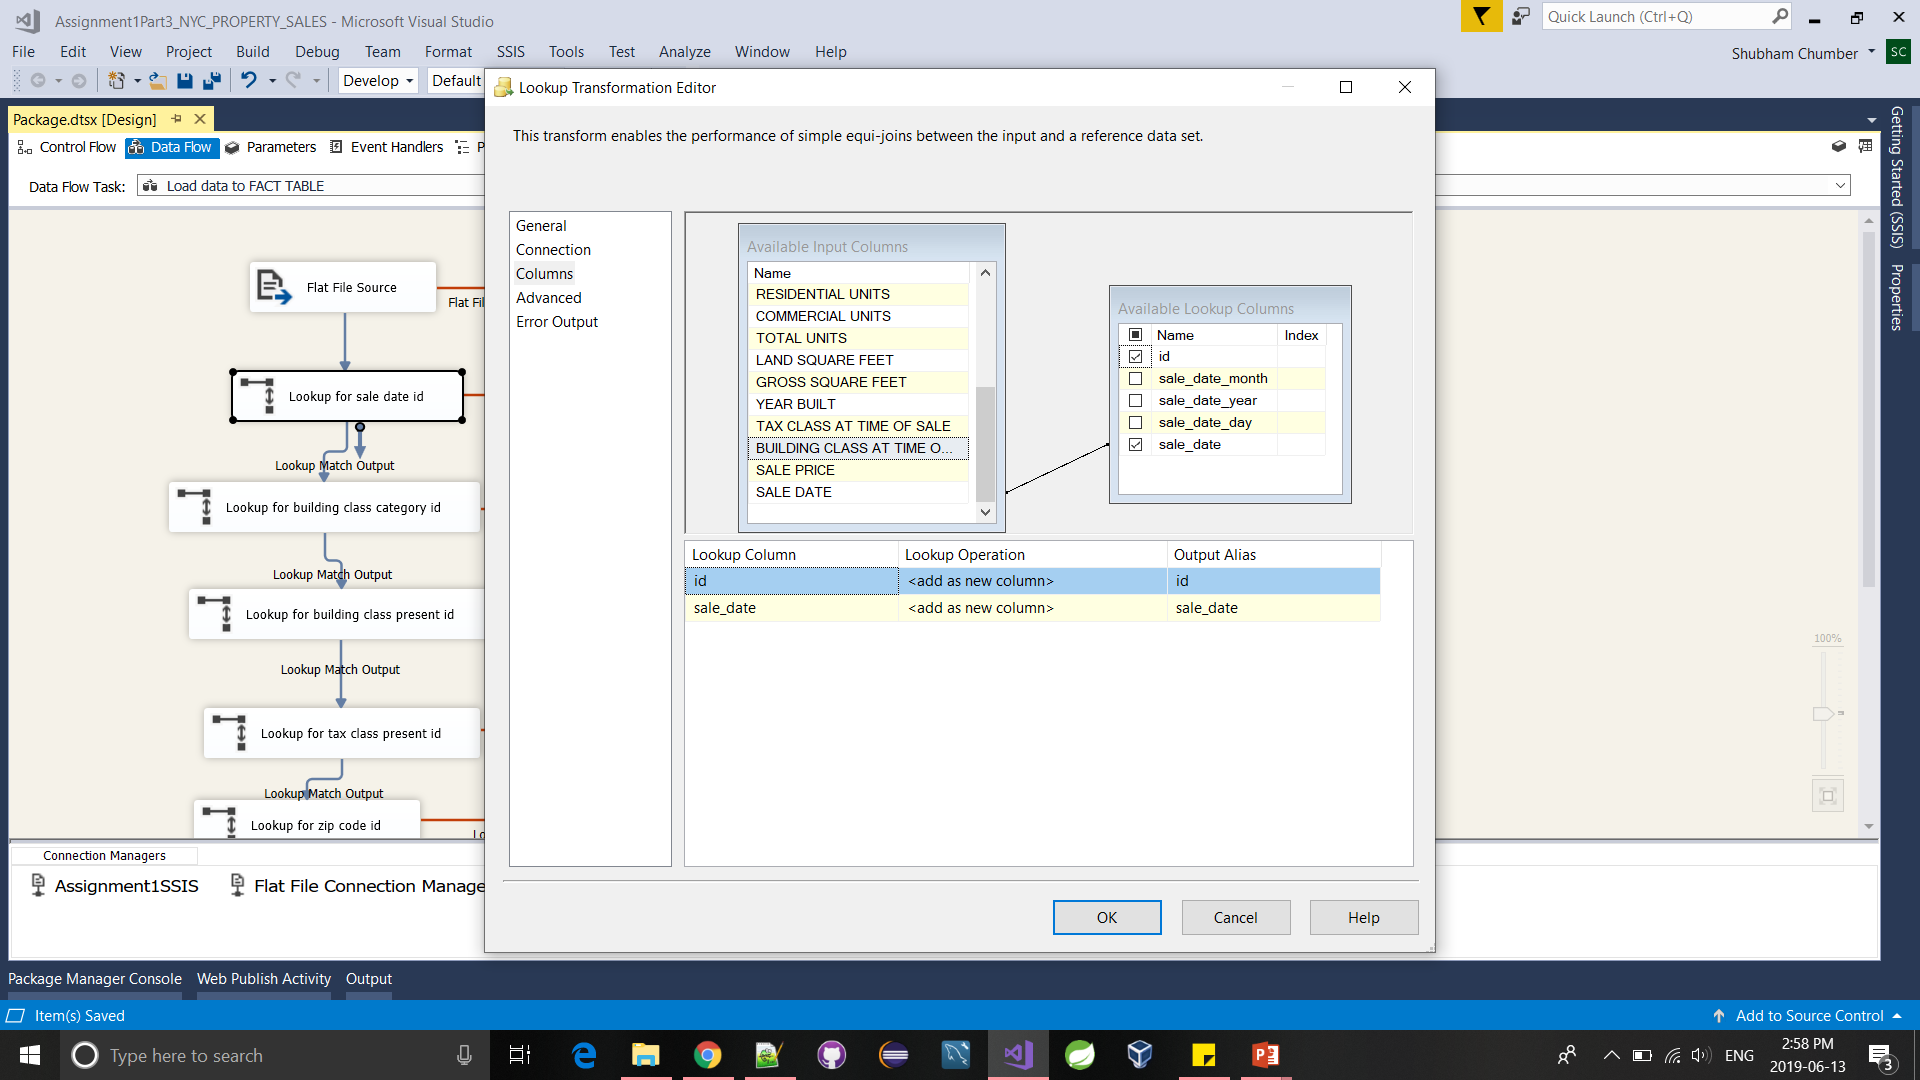 Assignment1Part3_NYC_PROPERTY_SALES - Microsoft Visual Studio
Quick Launch (Ctrl+Q)
File Edit View Project Build Debug Team Format SSIS Tools Test Analyze Window Help
Shubham Chumber
SC
Develop
Default
Package.dtsx [Design]
Control Flow
Data Flow
Parameters
Event Handlers
P
Data Flow Task:
Load data to FACT TABLE
Flat File Source
Flat Fil
Lookup for sale date id
Lookup Match Output
Lookup for building class category id
Lookup Match Output
Lookup for building class present id
Lookup Match Output
Lookup for tax class present id
Lookup Match Output
Lookup for zip code id
Lo
Lookup Transformation Editor
This transform enables the performance of simple equi-joins between the input and a reference data set.
General
Connection
Columns
Advanced
Error Output
Available Input Columns
Name
RESIDENTIAL UNITS
COMMERCIAL UNITS
TOTAL UNITS
LAND SQUARE FEET
GROSS SQUARE FEET
YEAR BUILT
TAX CLASS AT TIME OF SALE
BUILDING CLASS AT TIME O...
SALE PRICE
SALE DATE
Available Lookup Columns
Name Index
id
sale_date_month
sale_date_year
sale_date_day
sale_date
Lookup Column Lookup Operation Output Alias
id <add as new column> id
sale_date <add as new column> sale_date
OK
Cancel
Help
Getting Started (SSIS)
Properties
100%
Connection Managers
Assignment1SSIS
Flat File Connection Manage
Package Manager Console Web Publish Activity Output
Item(s) Saved
Add to Source Control
Type here to search
ENG
2:58 PM
2019-06-13
3